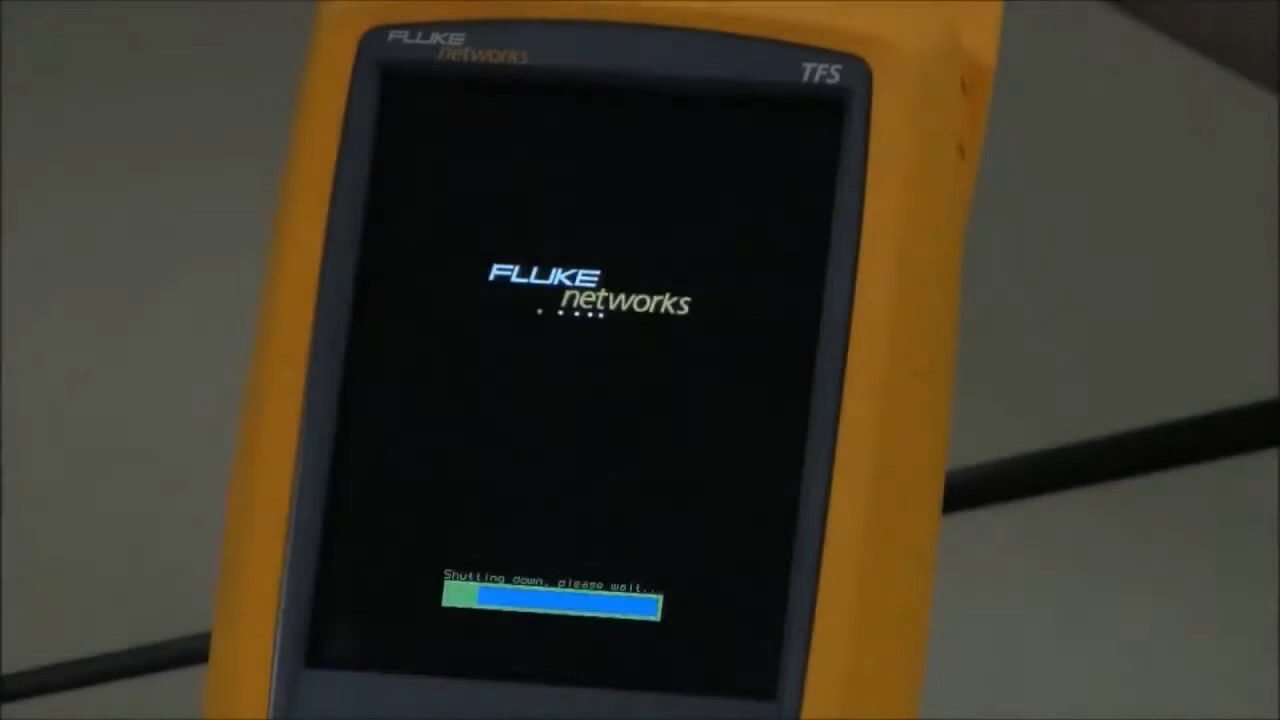 FLUKE
networks
TFS
FLUKE
networks
Shutting down, please wait...